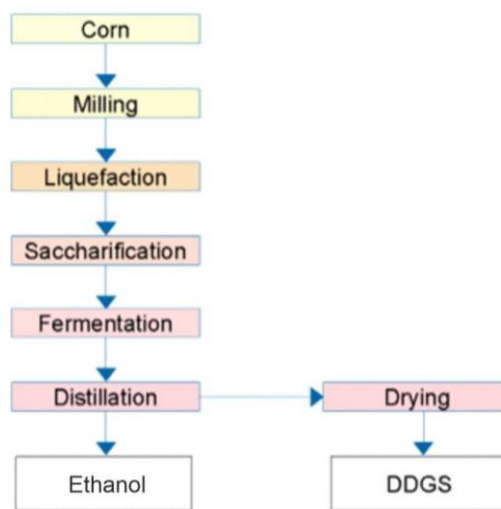 Corn
Milling
Liquefaction
Saccharification
Fermentation
Distillation
Drying
Ethanol
DDGS